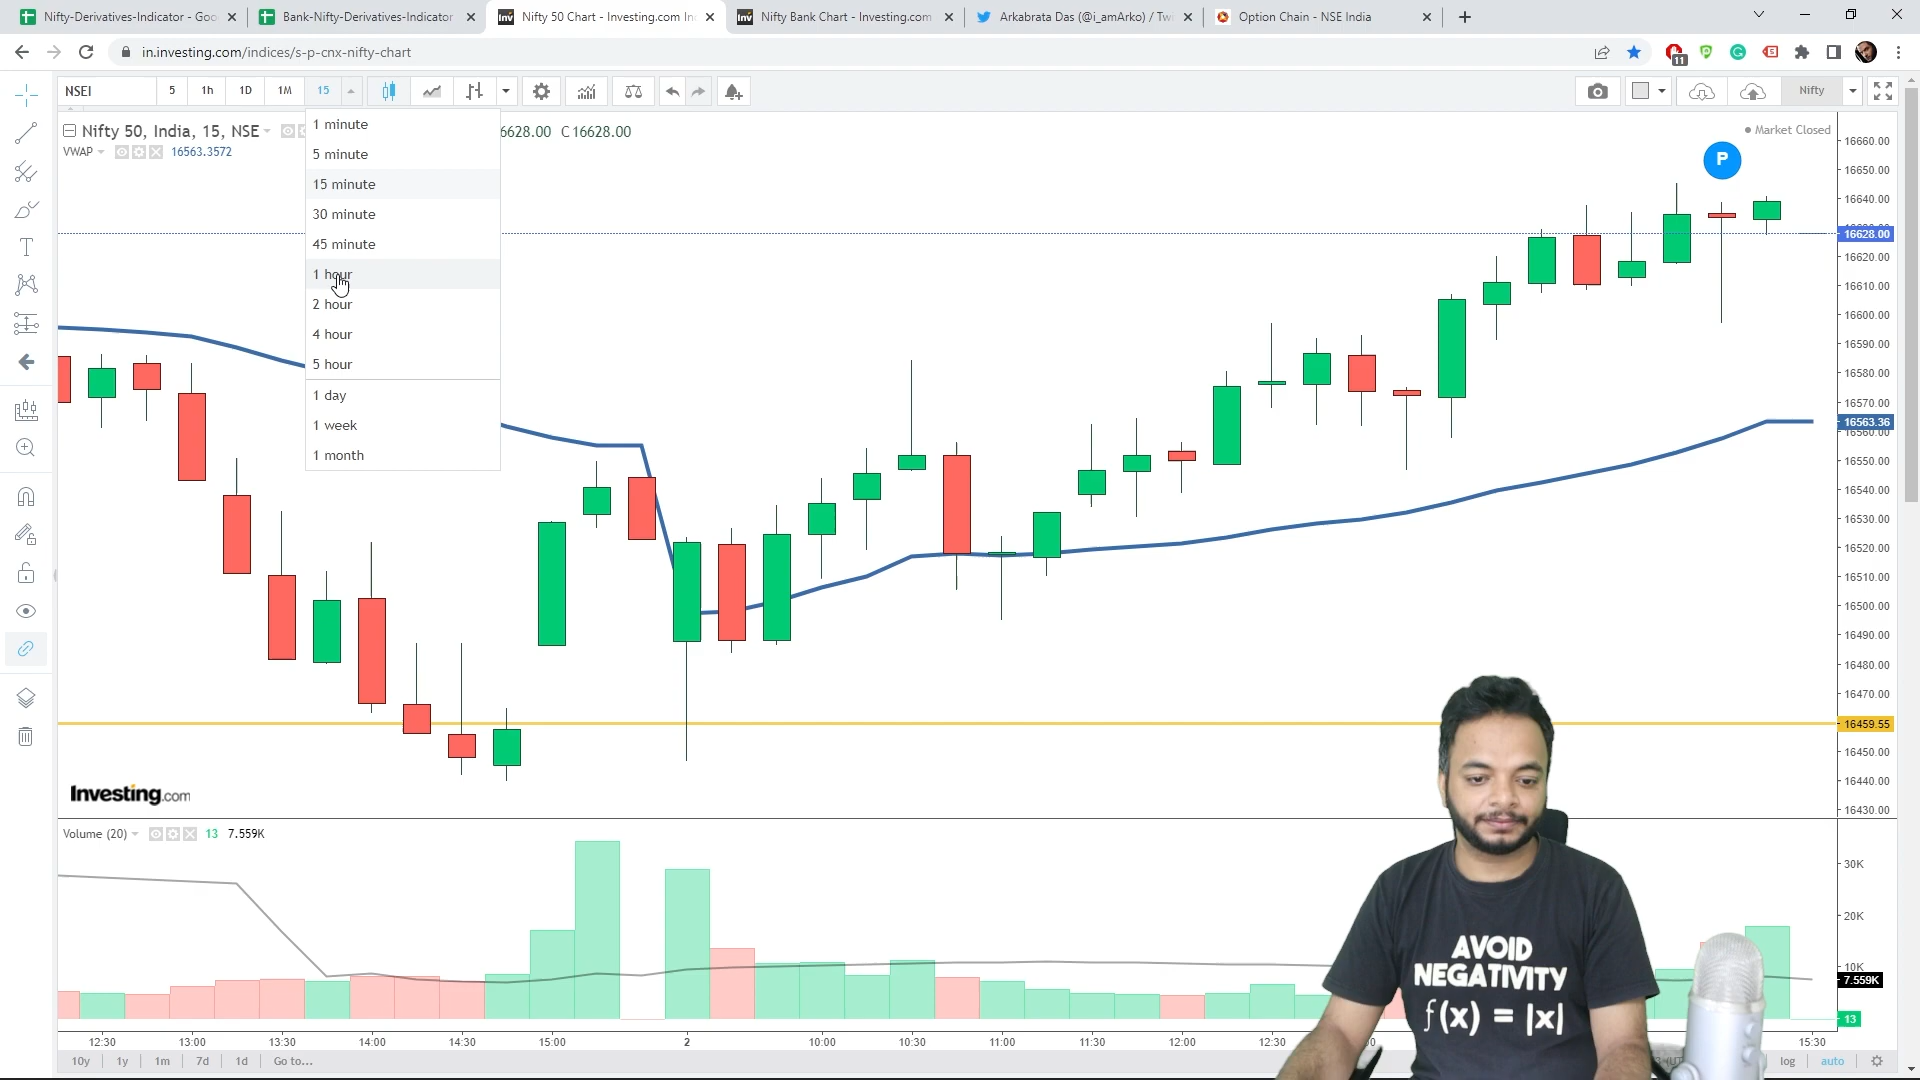 Nifty-Derivatives-Indicator - Goo
Bank-Nifty-Derivatives-Indicator
Nifty 50 Chart - Investing.com In
Nifty Bank Chart - Investing.com
Arkabrata Das (@i_amArko) / Twi
Option Chain - NSE India
in.investing.com/indices/s-p-cnx-nifty-chart
11
NSEI
5
1h
1D
1M
15
Nifty
1 minute
5 minute
15 minute
30 minute
45 minute
1 hour
2 hour
4 hour
5 hour
1 day
1 week
1 month
Nifty 50, India, 15, NSE
6628.00 C16628.00
Market Closed
VWAP
16563.3572
P
16660.00
16650.00
16640.00
16628.00
16620.00
16610.00
16600.00
16590.00
16580.00
16570.00
16563.36
16560.00
16550.00
16540.00
16530.00
16520.00
16510.00
16500.00
16490.00
16480.00
16470.00
16459.55
16450.00
16440.00
16430.00
Investing.com
Volume (20)
13
7.559K
30K
20K
10K
7.559K
13
AVOID
NEGATIVITY
f(x) = |x|
12:30
13:00
13:30
14:00
14:30
15:00
2
10:00
10:30
11:00
11:30
12:00
12:30
15:30
10y
1y
1m
7d
1d
Go to...
log
auto